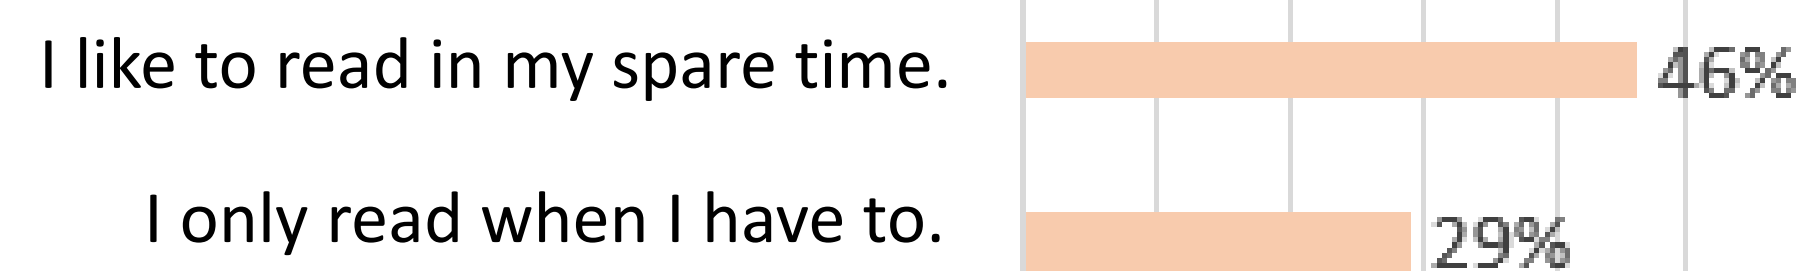 I like to read in my spare time. 46%
I only read when I have to. 29%